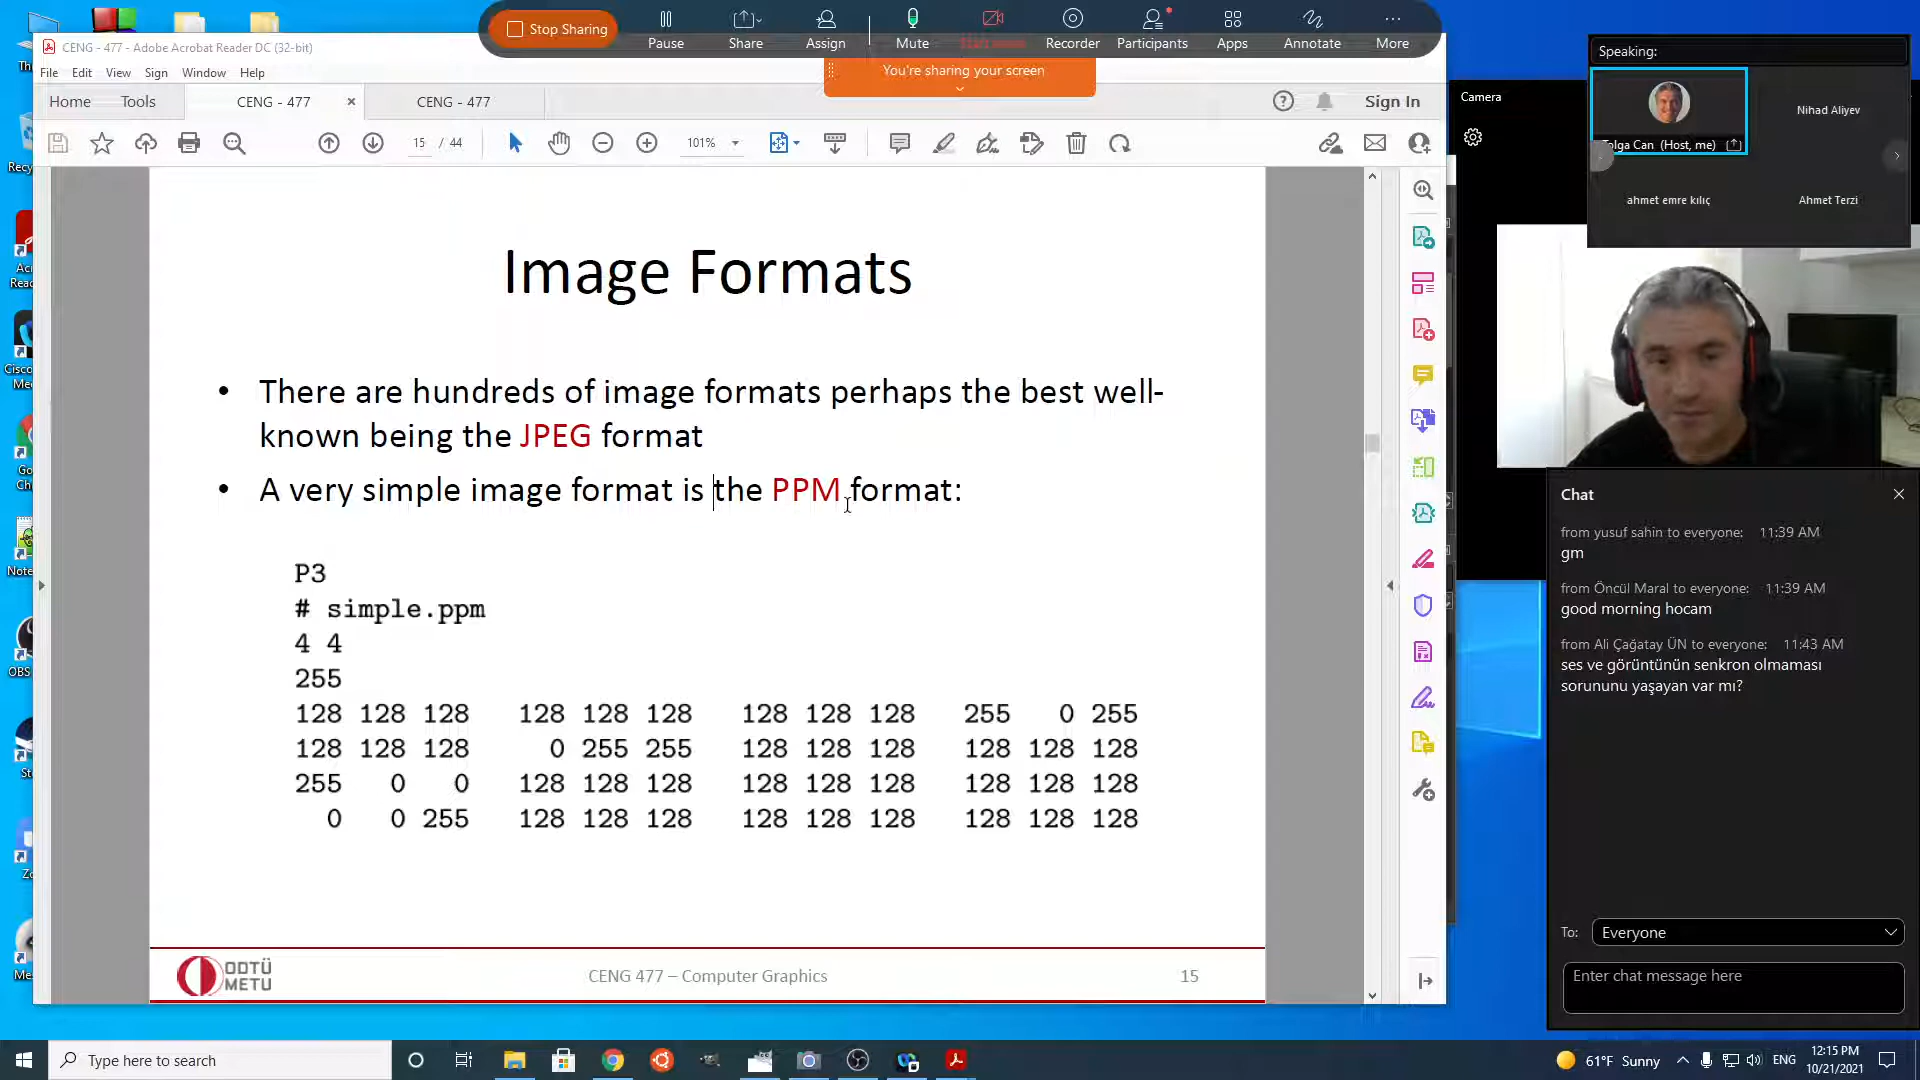 CENG - 477 - Adobe Acrobat Reader DC (32-bit)
File Edit View Sign Window Help
Home Tools CENG - 477 CENG - 477 Sign In
15 / 44 101%
Stop Sharing
Pause Share Assign Mute Recorder Participants Apps Annotate More
You're sharing your screen
Image Formats
• There are hundreds of image formats perhaps the best well-
known being the JPEG format
• A very simple image format is the PPM format:
P3
# simple.ppm
4 4
255
128 128 128 128 128 128 128 128 128 255 0 255
128 128 128 0 255 255 128 128 128 128 128 128
255 0 0 128 128 128 128 128 128 128 128 128
0 0 255 128 128 128 128 128 128 128 128 128
ODTÜ
METU
CENG 477 – Computer Graphics
15
Camera
Speaking:
Tolga Can (Host, me)
Nihad Aliyev
ahmet emre kılıç
Ahmet Terzi
Chat
from yusuf sahin to everyone: 11:39 AM
gm
from Öncül Maral to everyone: 11:39 AM
good morning hocam
from Ali Çağatay ÜN to everyone: 11:43 AM
ses ve görüntünün senkron olmaması
sorununu yaşayan var mı?
To: Everyone
Enter chat message here
Type here to search
61°F Sunny
ENG
12:15 PM
10/21/2021